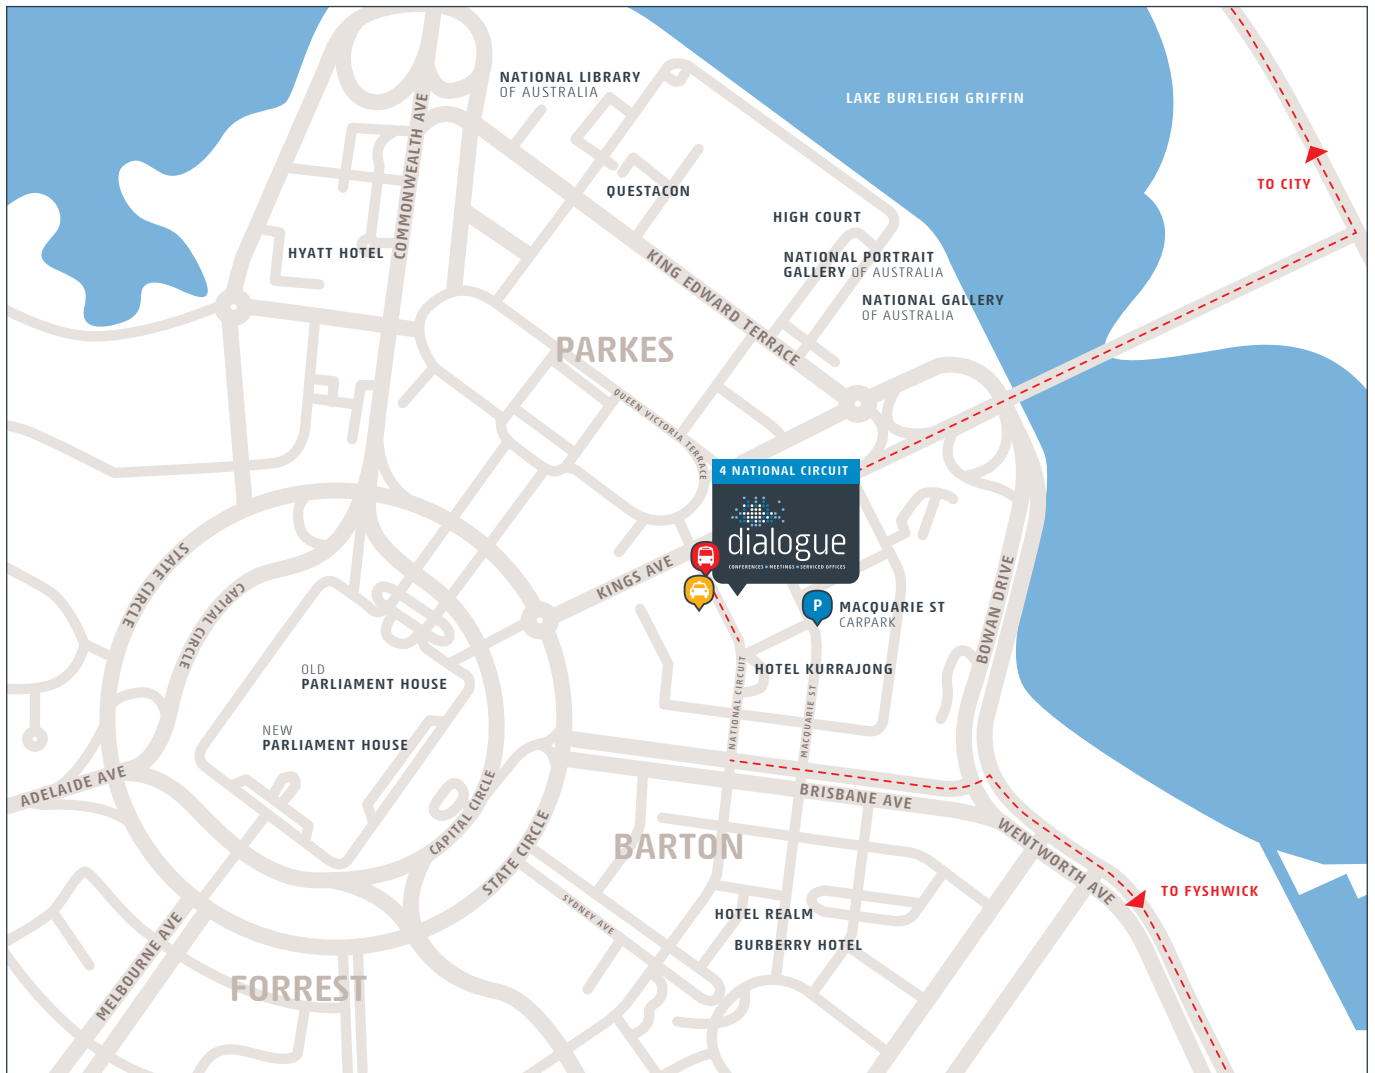 NATIONAL LIBRARY
OF AUSTRALIA
LAKE BURLEIGH GRIFFIN
COMMONWEALTH AVE
TO CITY
QUESTACON
HIGH COURT
HYATT HOTEL
NATIONAL PORTRAIT
GALLERY OF AUSTRALIA
KING EDWARD TERRACE
NATIONAL GALLERY
OF AUSTRALIA
PARKES
QUEEN VICTORIA TERRACE
4 NATIONAL CIRCUIT
dialogue
CONFERENCES MEETINGS SERVICED OFFICES
STATE CIRCLE
CAPITAL CIRCLE
KINGS AVE
BOWAN DRIVE
P
MACQUARIE ST
CARPARK
OLD
PARLIAMENT HOUSE
HOTEL KURRAJONG
NATIONAL CIRCUIT
MACQUARIE ST
NEW
PARLIAMENT HOUSE
ADELAIDE AVE
BRISBANE AVE
CAPITAL CIRCLE
STATE CIRCLE
BARTON
WENTWORTH AVE
TO FYSHWICK
SYDNEY AVE
HOTEL REALM
BURBERRY HOTEL
MELBOURNE AVE
FORREST